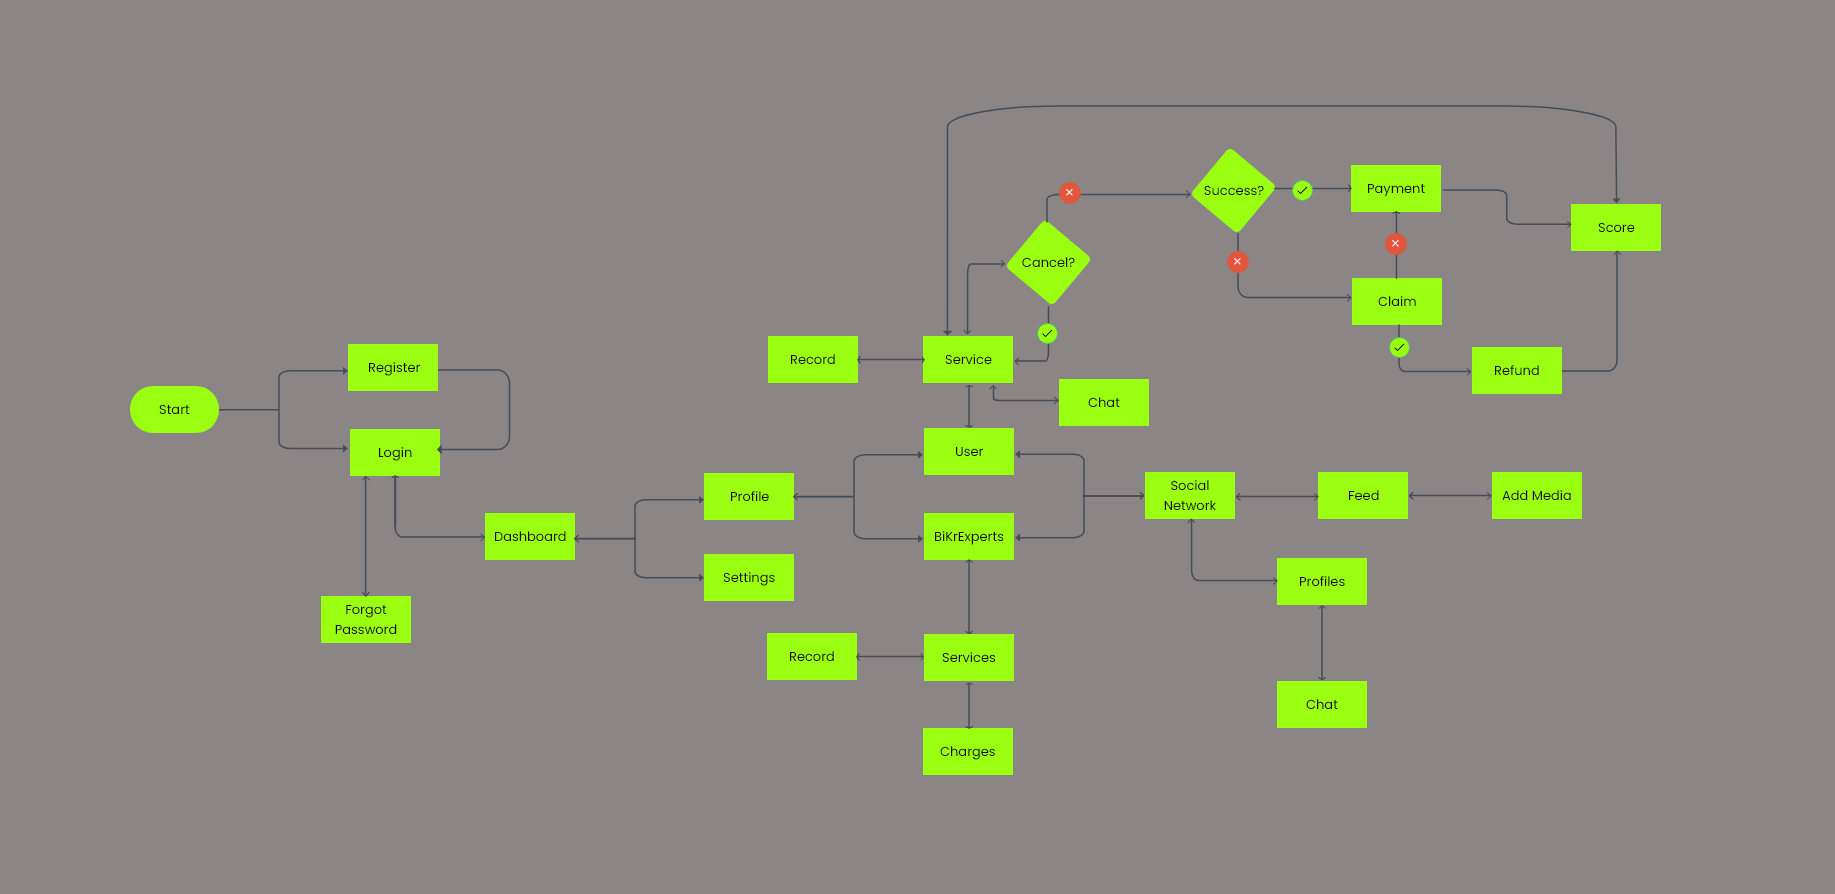 Success?
Payment
Score
Cancel?
Claim
Record
Service
Refund
Register
Start
Chat
Login
User
Profile
Social
Network
Feed
Add Media
Dashboard
BiKrExperts
Settings
Profiles
Forgot
Password
Record
Services
Chat
Charges